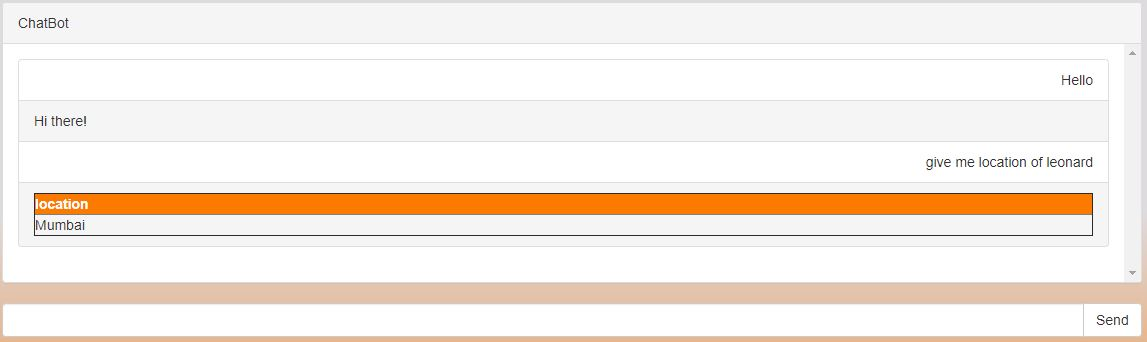 ChatBot
Hello
Hi there!
give me location of leonard
location
Mumbai
Send